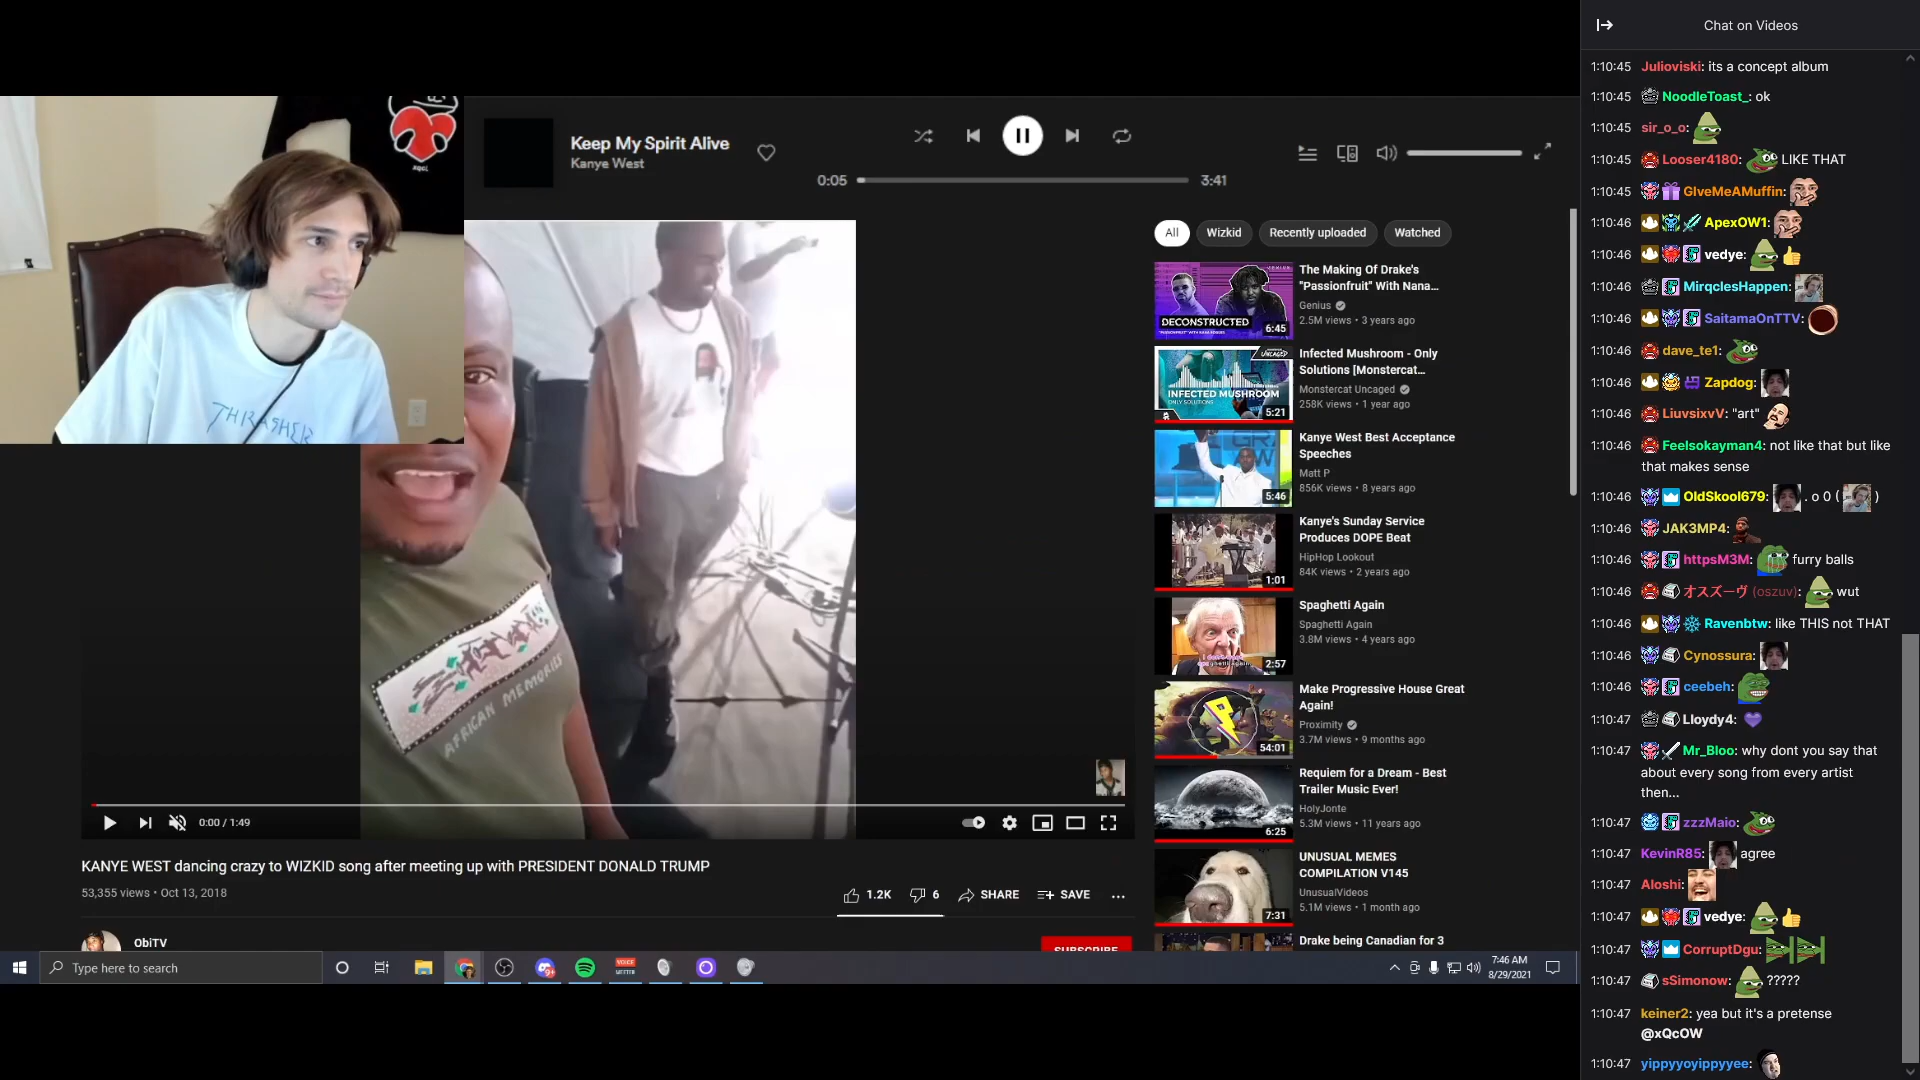 Chat on Videos
1:10:45 Julioviski: its a concept album
1:10:45 NoodleToast_: ok
1:10:45 sir_o_o:
1:10:45 Looser4180: LIKE THAT
1:10:45 GIveMeAMuffin:
1:10:46 ApexOW1:
1:10:46 vedye:
1:10:46 MirqclesHappen:
1:10:46 SaitamaOnTTV:
1:10:46 dave_te1:
1:10:46 Zapdog:
1:10:46 LiuvsixvV: "art"
1:10:46 Feelsokayman4: not like that but like
that makes sense
1:10:46 OldSkool679: . o 0 ( )
1:10:46 JAK3MP4:
1:10:46 httpsM3M: furry balls
1:10:46 オスズーヴ (oszuv): wut
1:10:46 Ravenbtw: like THIS not THAT
1:10:46 Cynossura:
1:10:46 ceebeh:
1:10:47 Lloydy4:
1:10:47 Mr_Bloo: why dont you say that
about every song from every artist
then...
1:10:47 zzzMaio:
1:10:47 KevinR85: agree
1:10:47 Aloshi:
1:10:47 vedye:
1:10:47 CorruptDgu:
1:10:47 sSimonow: ?????
1:10:47 keiner2: yea but it's a pretense
@xQcOW
1:10:47 yippyyoyippyyee:
Keep My Spirit Alive
Kanye West
0:05
3:41
THRASHER
AFRICAN MEMORIES
All Wizkid Recently uploaded Watched
The Making Of Drake's
"Passionfruit" With Nana...
Genius
2.5M views • 3 years ago
DECONSTRUCTED
6:45
Infected Mushroom - Only
Solutions [Monstercat...
Monstercat Uncaged
258K views • 1 year ago
UNCAGED
INFECTED MUSHROOM
ONLY SOLUTIONS
5:21
Kanye West Best Acceptance
Speeches
Matt P
856K views • 8 years ago
5:46
Kanye's Sunday Service
Produces DOPE Beat
HipHop Lookout
84K views • 2 years ago
1:01
Spaghetti Again
Spaghetti Again
3.8M views • 4 years ago
2:57
Make Progressive House Great
Again!
Proximity
3.7M views • 9 months ago
54:01
Requiem for a Dream - Best
Trailer Music Ever!
HolyJonte
5.3M views • 11 years ago
6:25
UNUSUAL MEMES
COMPILATION V145
UnusualVideos
5.1M views • 1 month ago
7:31
Drake being Canadian for 3
0:00 / 1:49
KANYE WEST dancing crazy to WIZKID song after meeting up with PRESIDENT DONALD TRUMP
53,355 views • Oct 13, 2018
1.2K 6 SHARE SAVE
ObiTV
SUBSCRIBE
Type here to search
7:46 AM
8/29/2021